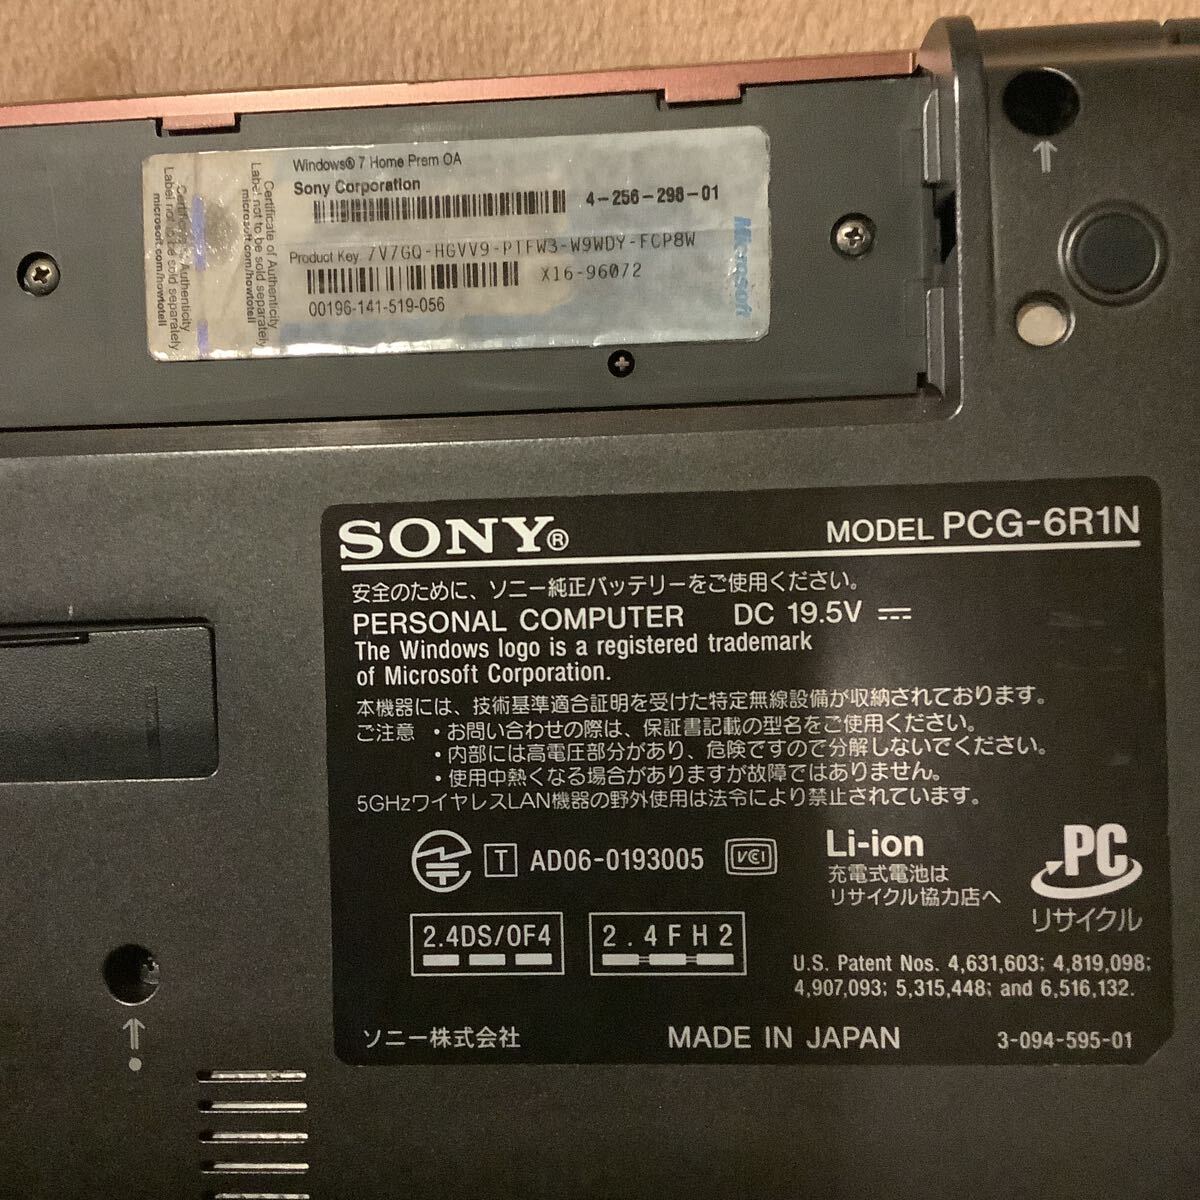 Windows® 7 Home Prem OA
Sony Corporation
4-256-298-01
Product Key: 7V7GQ-HGVV9-PTFW3-W9WDY-FCP8W
X16-96072
00196-141-519-056
Certificate of Authenticity
Label not to be sold separately
microsoft.com/howtotell
Certificate of Authenticity
Label not to be sold separately
microsoft.com/howtotell
Microsoft
SONY®
MODEL PCG-6R1N
安全のために、ソニー純正バッテリーをご使用ください。
PERSONAL COMPUTER DC 19.5V
The Windows logo is a registered trademark
of Microsoft Corporation.
本機器には、技術基準適合証明を受けた特定無線設備が収納されております。
ご注意 ・お問い合わせの際は、保証書記載の型名をご使用ください。
・内部には高電圧部分があり、危険ですので分解しないでください。
・使用中熱くなる場合がありますが故障ではありません。
5GHzワイヤレスLAN機器の野外使用は法令により禁止されています。
T AD06-0193005
VCI
Li-ion
充電式電池は
リサイクル協力店へ
PC
リサイクル
2.4DS/OF4
2.4FH2
U.S. Patent Nos. 4,631,603; 4,819,098;
4,907,093; 5,315,448; and 6,516,132.
ソニー株式会社
MADE IN JAPAN
3-094-595-01